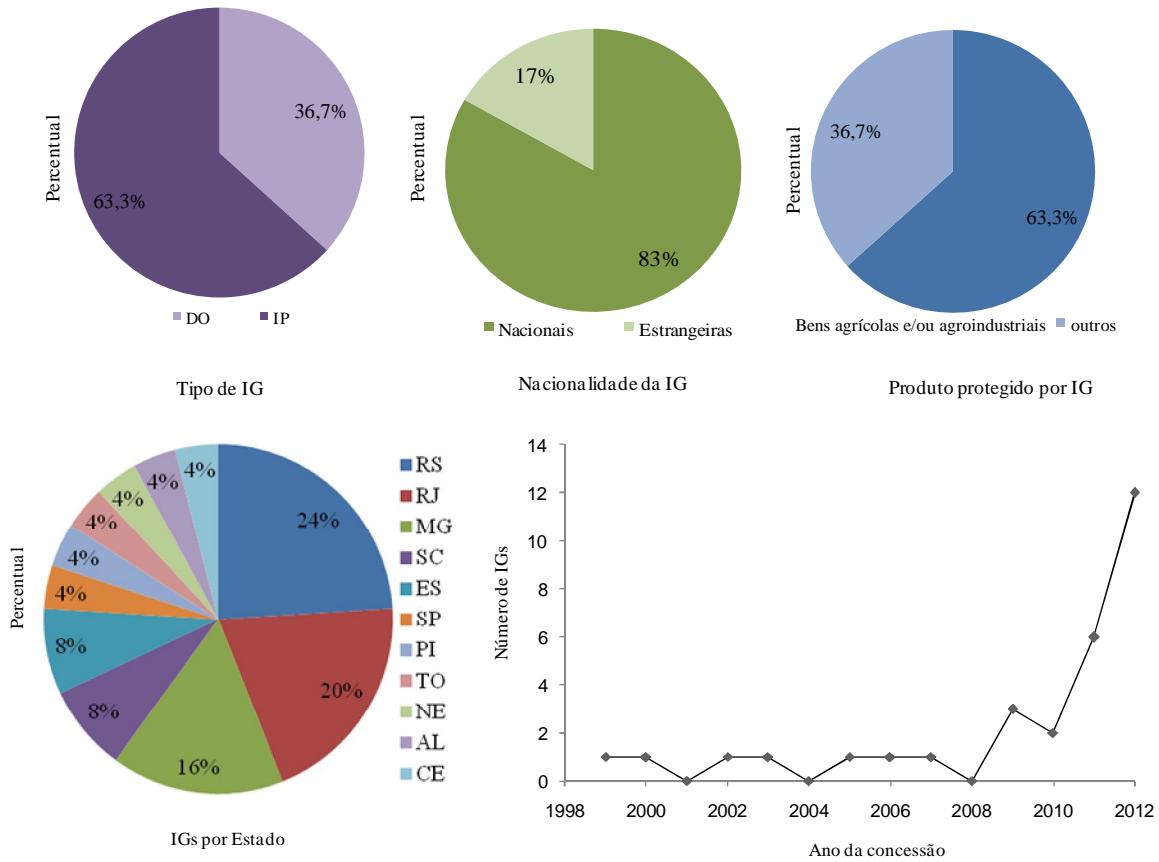 Percentual
36,7%
63,3%
DO IP
Tipo de IG
Percentual
17%
83%
Nacionais Estrangeiras
Nacionalidade da IG
Percentual
36,7%
63,3%
Bens agrícolas e/ou agroindustriais outros
Produto protegido por IG
Percentual
24%
20%
16%
8%
8%
4%
4%
4%
4%
4%
4%
RS
RJ
MG
SC
ES
SP
PI
TO
NE
AL
CE
IGs por Estado
Número de IGs
14
12
10
8
6
4
2
0
1998 2000 2002 2004 2006 2008 2010 2012
Ano da concessão